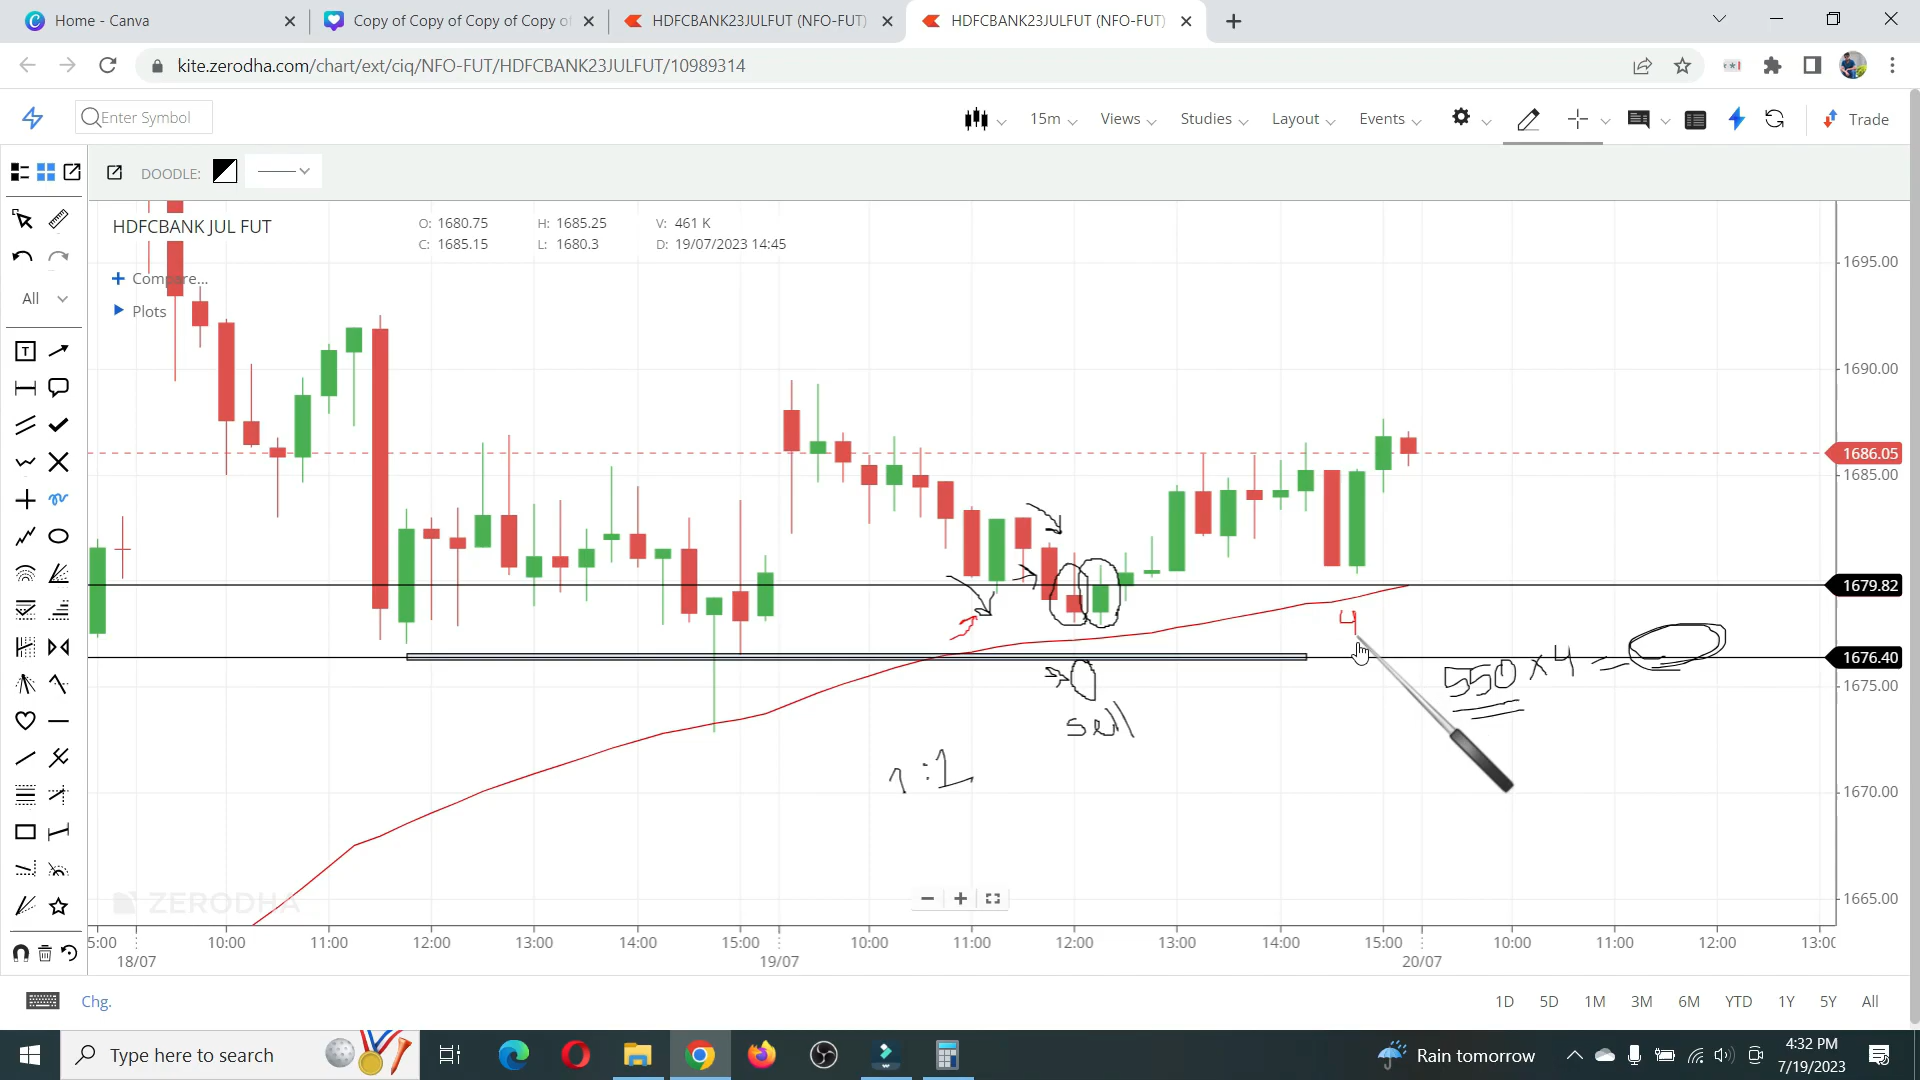 Home - Canva
Copy of Copy of Copy of Copy o
HDFCBANK23JULFUT (NFO-FUT)
HDFCBANK23JULFUT (NFO-FUT)
kite.zerodha.com/chart/ext/ciq/NFO-FUT/HDFCBANK23JULFUT/10989314
Enter Symbol
15m
Views
Studies
Layout
Events
Trade
DOODLE:
HDFCBANK JUL FUT
O: 1680.75
H: 1685.25
V: 461 K
C: 1685.15
L: 1680.3
D: 19/07/2023 14:45
Compare...
Plots
All
T
1695.00
1690.00
1686.05
1685.00
1679.82
1676.40
1675.00
1670.00
1665.00
4
550 x 4 =
sell
1:1
ZERODHA
5:00
10:00
11:00
12:00
13:00
14:00
15:00
10:00
11:00
12:00
13:00
14:00
15:00
10:00
11:00
12:00
13:0
18/07
19/07
20/07
Chg.
1D
5D
1M
3M
6M
YTD
1Y
5Y
All
Type here to search
Rain tomorrow
4:32 PM
7/19/2023